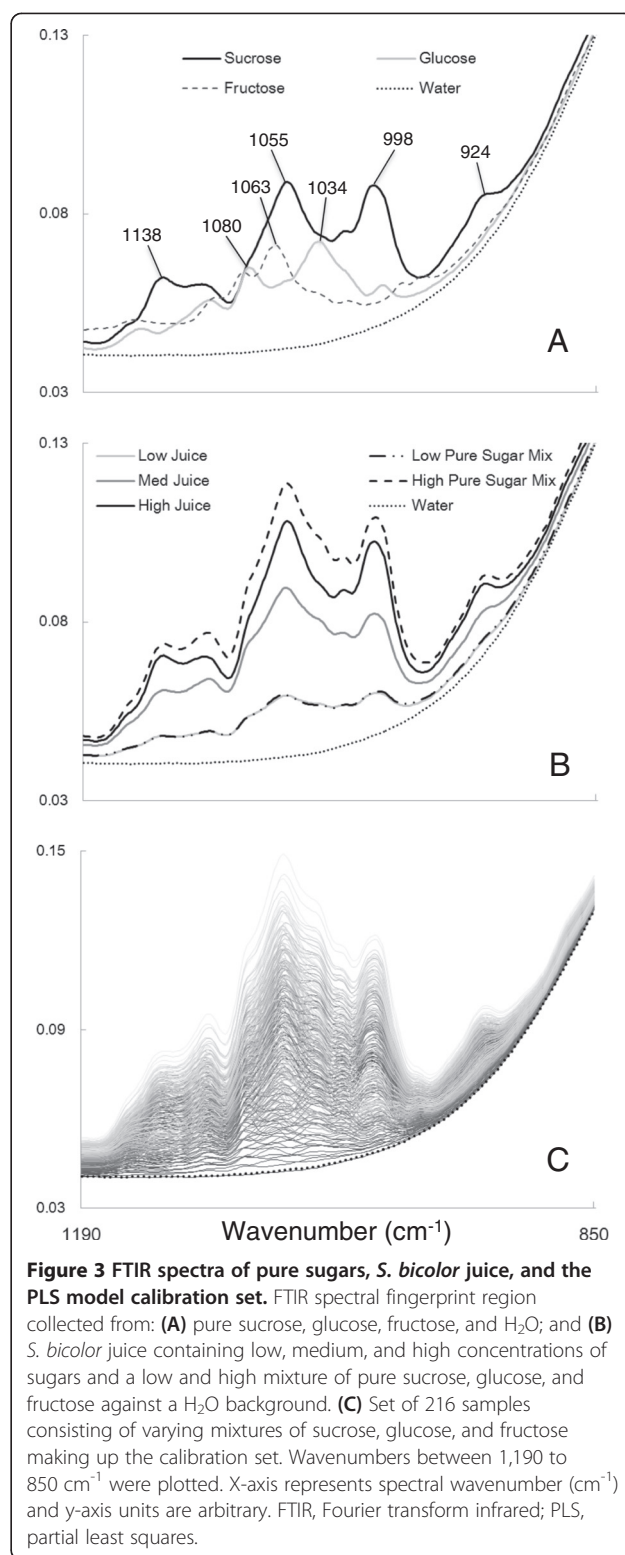 0.13
Sucrose Glucose
Fructose Water
1055 998
924
1063 1034
0.08
1138 1080
A
0.03
0.13
Low Juice Low Pure Sugar Mix
Med Juice High Pure Sugar Mix
High Juice Water
0.08
B
0.03
0.15
0.09
C
0.03
1190 Wavenumber (cm-1) 850
Figure 3 FTIR spectra of pure sugars, S. bicolor juice, and the
PLS model calibration set. FTIR spectral fingerprint region
collected from: (A) pure sucrose, glucose, fructose, and H₂O; and (B)
S. bicolor juice containing low, medium, and high concentrations of
sugars and a low and high mixture of pure sucrose, glucose, and
fructose against a H₂O background. (C) Set of 216 samples
consisting of varying mixtures of sucrose, glucose, and fructose
making up the calibration set. Wavenumbers between 1,190 to
850 cm⁻¹ were plotted. X-axis represents spectral wavenumber (cm⁻¹)
and y-axis units are arbitrary. FTIR, Fourier transform infrared; PLS,
partial least squares.